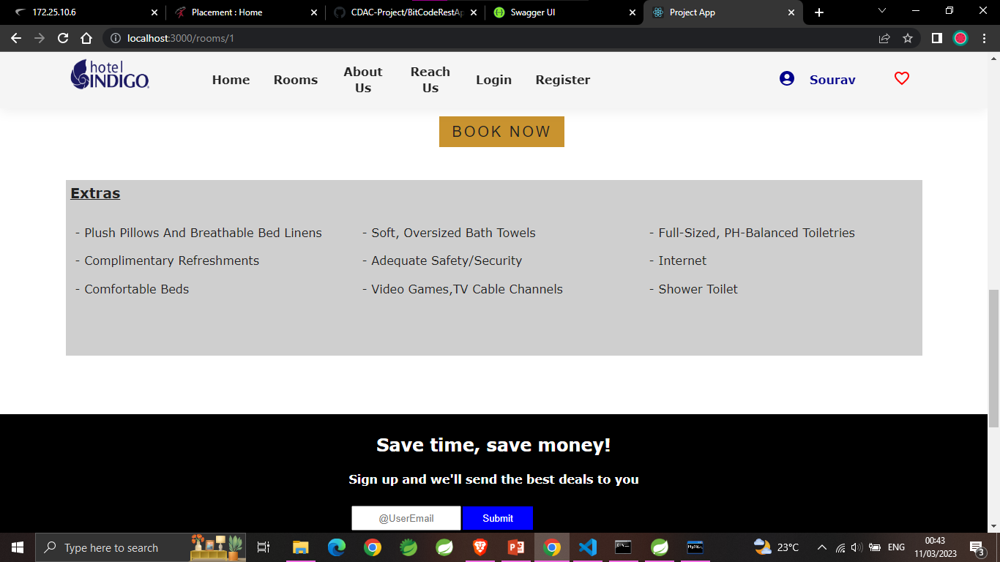 172.25.10.6
Placement : Home
CDAC-Project/BitCodeRestAp
Swagger UI
Project App
localhost:3000/rooms/1
hotel
INDIGO
Home
Rooms
About
Us
Reach
Us
Login
Register
Sourav
BOOK NOW
Extras
- Plush Pillows And Breathable Bed Linens
- Soft, Oversized Bath Towels
- Full-Sized, PH-Balanced Toiletries
- Complimentary Refreshments
- Adequate Safety/Security
- Internet
- Comfortable Beds
- Video Games,TV Cable Channels
- Shower Toilet
Save time, save money!
Sign up and we'll send the best deals to you
@UserEmail
Submit
Type here to search
23°C
ENG
00:43
11/03/2023
3